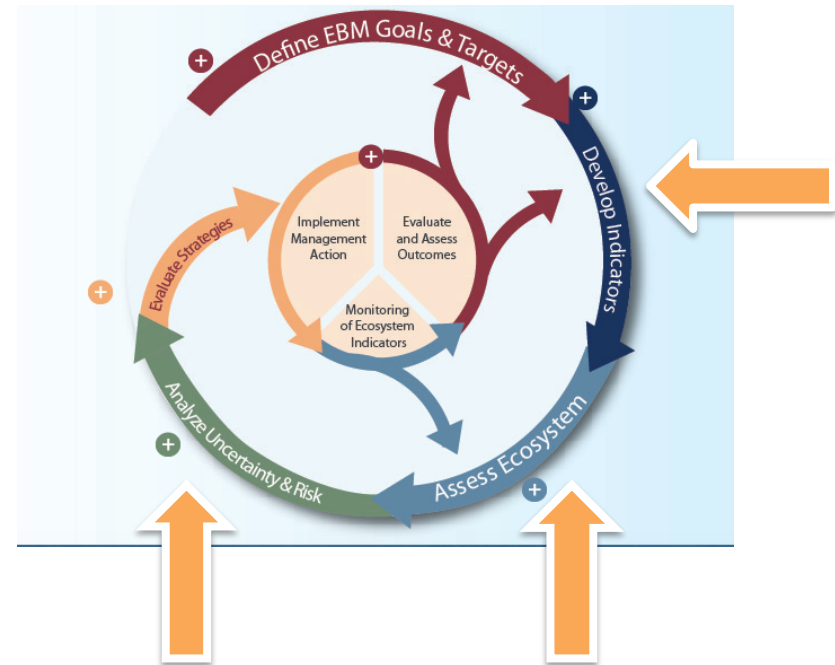 Define EBM Goals & Targets
Develop Indicators
Assess Ecosystem
Analyze Uncertainty & Risk
Evaluate Strategies
Implement
Management
Action
Evaluate
and Assess
Outcomes
Monitoring
of Ecosystem
Indicators